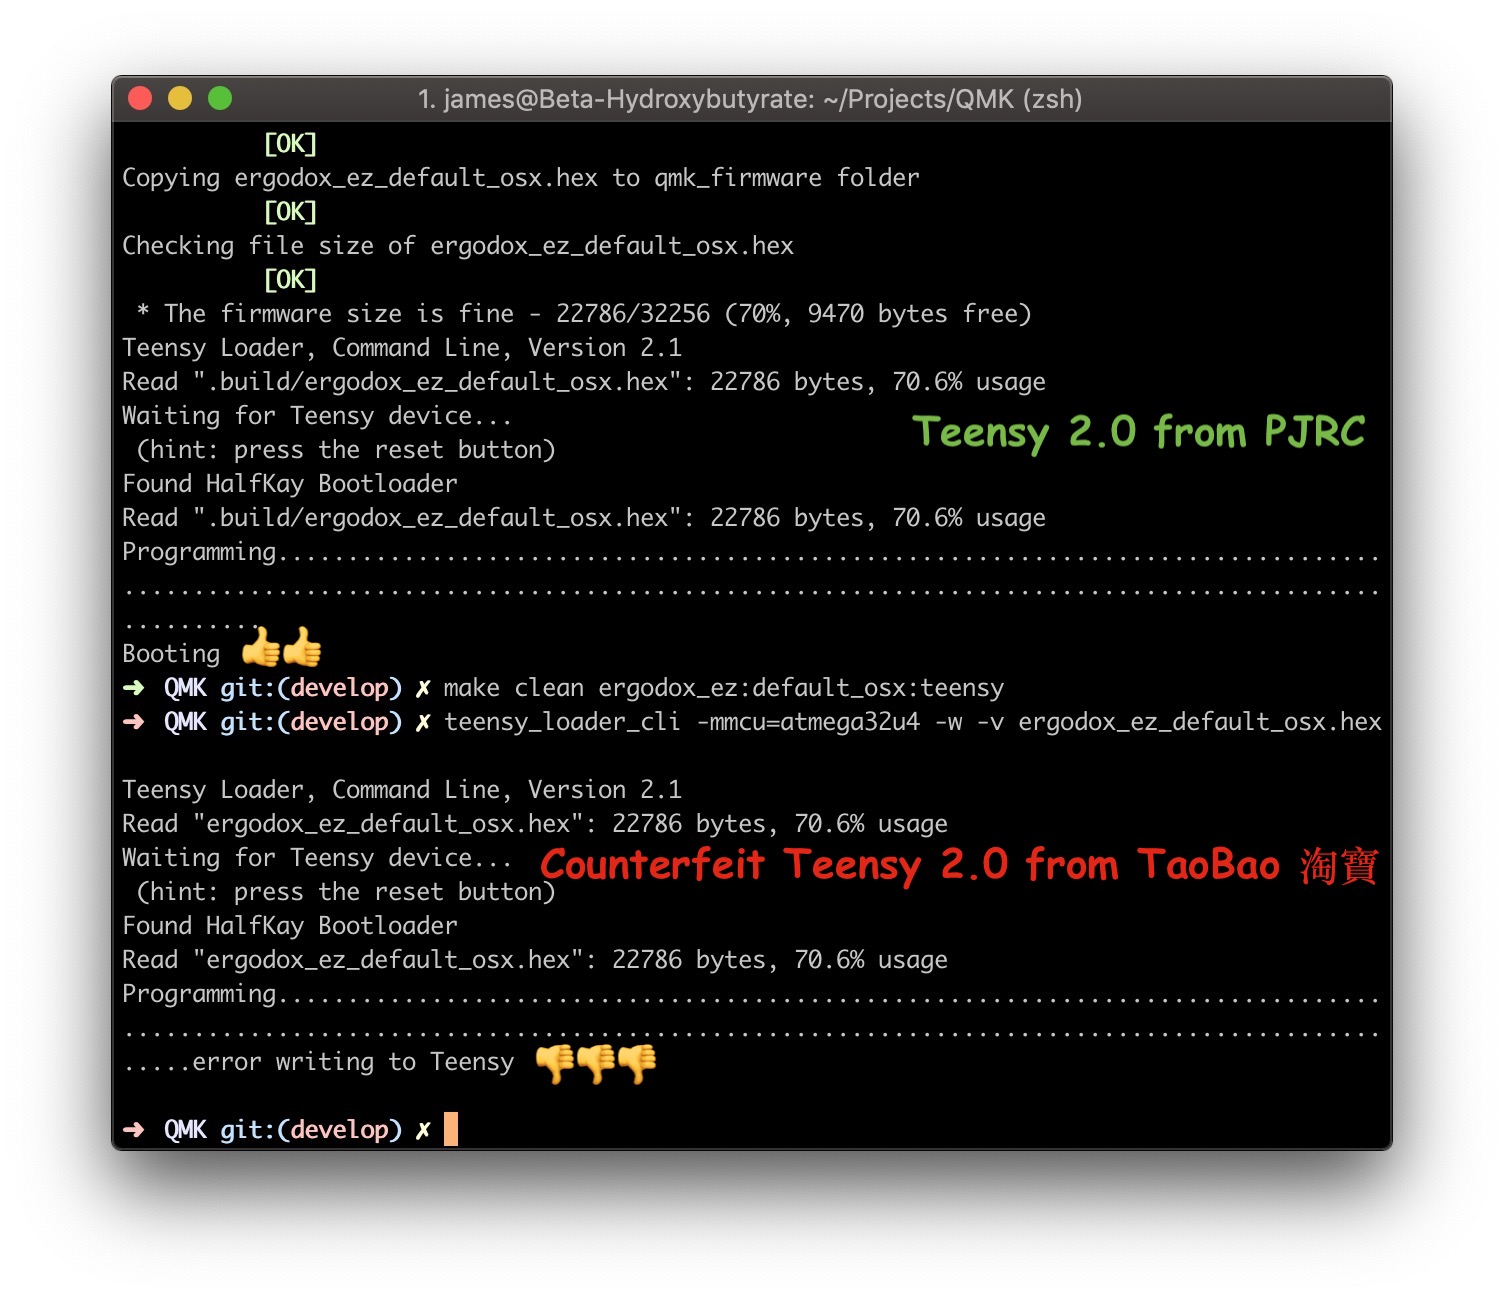 1. james@Beta-Hydroxybutyrate: ~/Projects/QMK (zsh)
[OK]
Copying ergodox_ez_default_osx.hex to qmk_firmware folder
[OK]
Checking file size of ergodox_ez_default_osx.hex
[OK]
* The firmware size is fine - 22786/32256 (70%, 9470 bytes free)
Teensy Loader, Command Line, Version 2.1
Read ".build/ergodox_ez_default_osx.hex": 22786 bytes, 70.6% usage
Waiting for Teensy device...
Teensy 2.0 from PJRC
(hint: press the reset button)
Found HalfKay Bootloader
Read ".build/ergodox_ez_default_osx.hex": 22786 bytes, 70.6% usage
Programming...............................................................................
..........................................................................................
..........
Booting 👍👍
➜ QMK git:(develop) ✗ make clean ergodox_ez:default_osx:teensy
➜ QMK git:(develop) ✗ teensy_loader_cli -mmcu=atmega32u4 -w -v ergodox_ez_default_osx.hex
Teensy Loader, Command Line, Version 2.1
Read "ergodox_ez_default_osx.hex": 22786 bytes, 70.6% usage
Waiting for Teensy device...
Counterfeit Teensy 2.0 from TaoBao 淘寶
(hint: press the reset button)
Found HalfKay Bootloader
Read "ergodox_ez_default_osx.hex": 22786 bytes, 70.6% usage
Programming...............................................................................
..........................................................................................
.....error writing to Teensy 👎👎👎
➜ QMK git:(develop) ✗